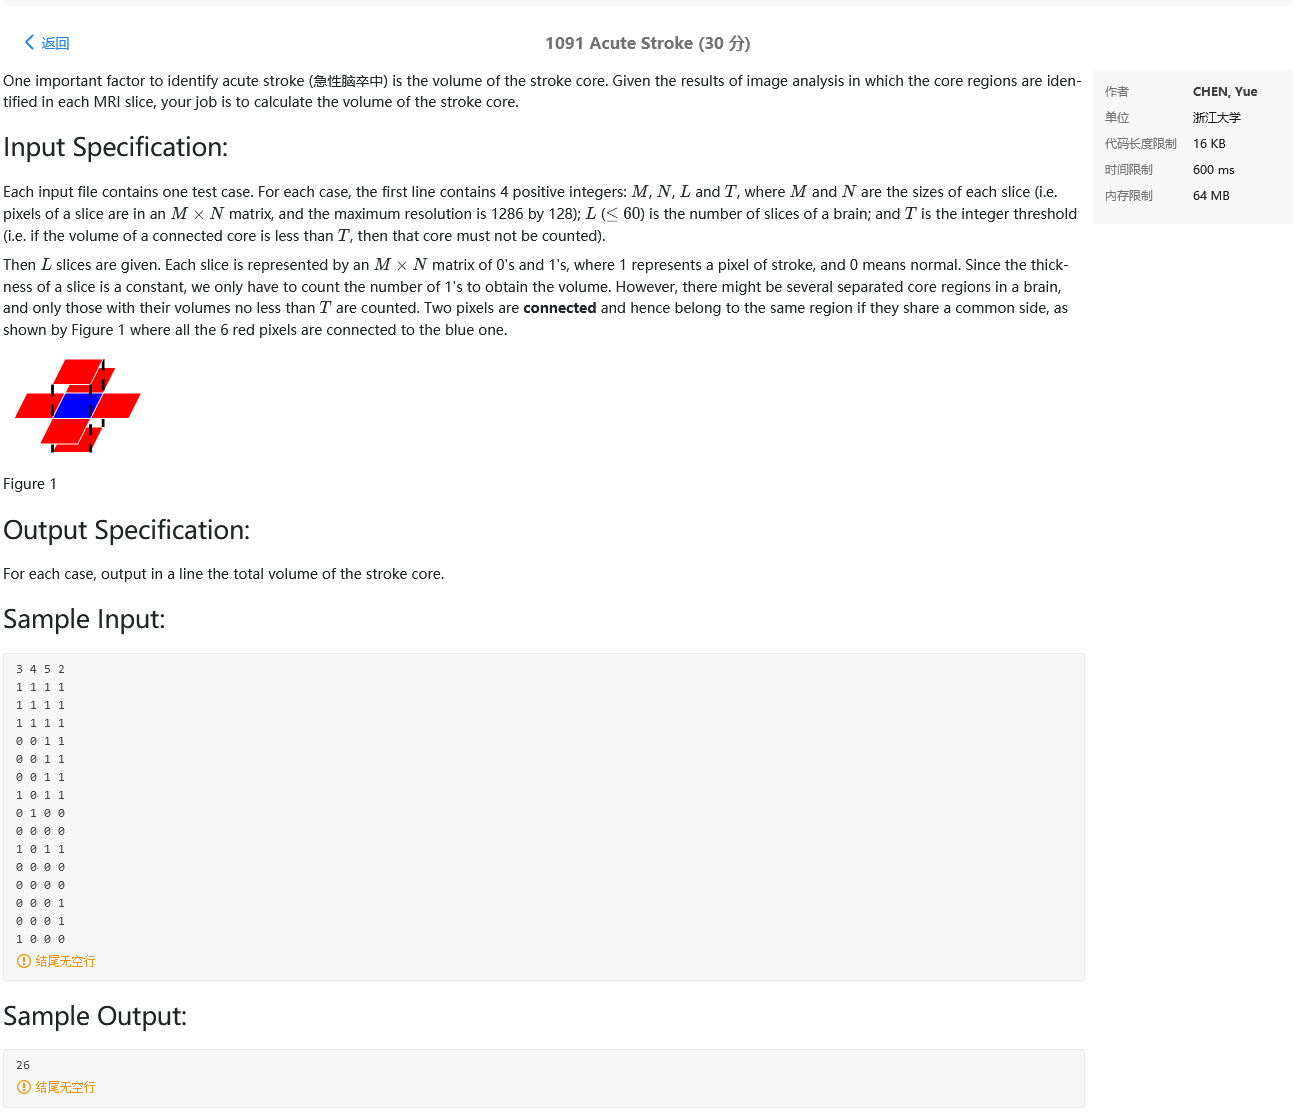 返回
1091 Acute Stroke (30 分)
One important factor to identify acute stroke (急性脑卒中) is the volume of the stroke core. Given the results of image analysis in which the core regions are iden-
tified in each MRI slice, your job is to calculate the volume of the stroke core.
Input Specification:
Each input file contains one test case. For each case, the first line contains 4 positive integers: M, N, L and T, where M and N are the sizes of each slice (i.e.
pixels of a slice are in an M × N matrix, and the maximum resolution is 1286 by 128); L (≤ 60) is the number of slices of a brain; and T is the integer threshold
(i.e. if the volume of a connected core is less than T, then that core must not be counted).
Then L slices are given. Each slice is represented by an M × N matrix of 0's and 1's, where 1 represents a pixel of stroke, and 0 means normal. Since the thick-
ness of a slice is a constant, we only have to count the number of 1's to obtain the volume. However, there might be several separated core regions in a brain,
and only those with their volumes no less than T are counted. Two pixels are connected and hence belong to the same region if they share a common side, as
shown by Figure 1 where all the 6 red pixels are connected to the blue one.
Figure 1
Output Specification:
For each case, output in a line the total volume of the stroke core.
Sample Input:
3 4 5 2
1 1 1 1
1 1 1 1
1 1 1 1
0 0 1 1
0 0 1 1
0 0 1 1
1 0 1 1
0 1 0 0
0 0 0 0
1 0 1 1
0 0 0 0
0 0 0 0
0 0 0 1
0 0 0 1
1 0 0 0
结尾无空行
Sample Output:
26
结尾无空行
作者 CHEN, Yue
单位 浙江大学
代码长度限制 16 KB
时间限制 600 ms
内存限制 64 MB